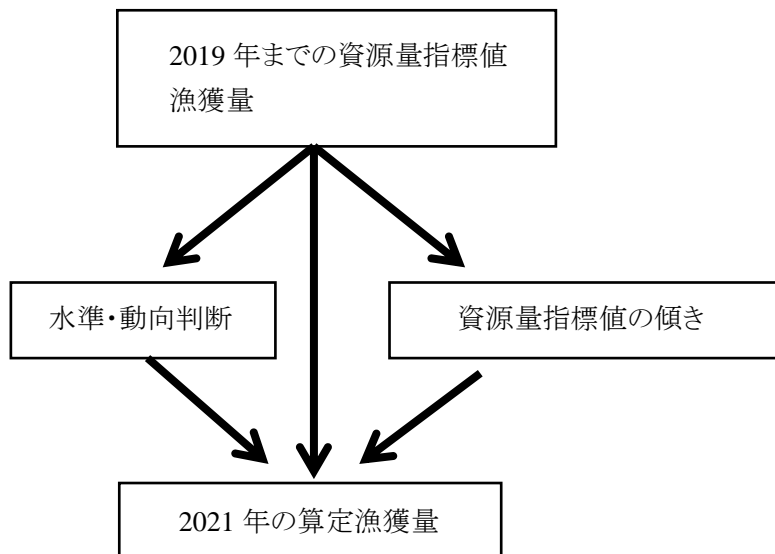 2019 年までの資源量指標値
漁獲量
水準・動向判断
資源量指標値の傾き
2021 年の算定漁獲量